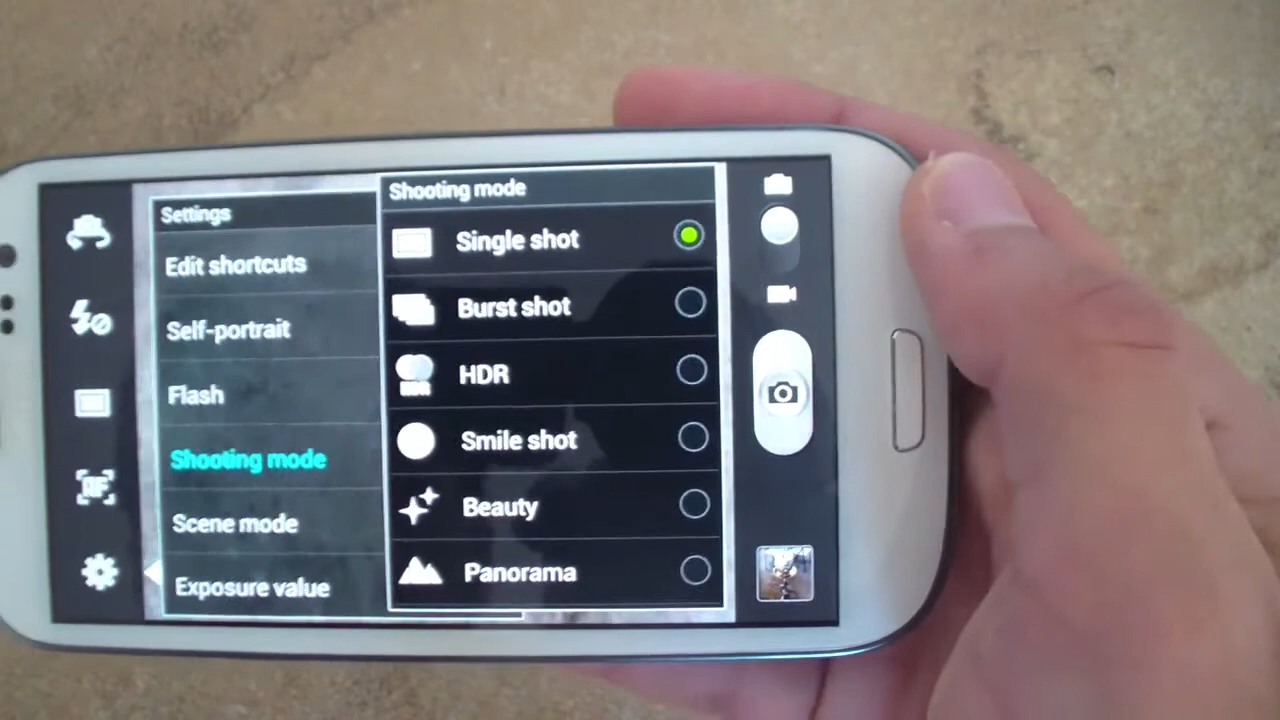 Settings
Edit shortcuts
Self-portrait
Flash
Shooting mode
Scene mode
Exposure value
Shooting mode
Single shot
Burst shot
HDR
Smile shot
Beauty
Panorama